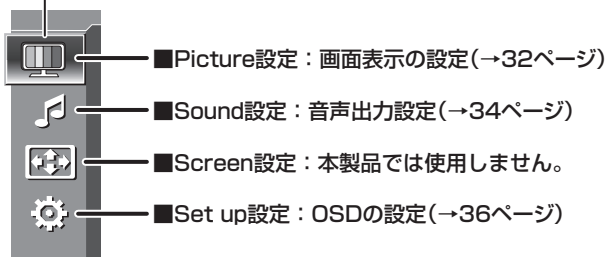 ■Picture設定：画面表示の設定(→32ページ)
■Sound設定：音声出力設定(→34ページ)
■Screen設定：本製品では使用しません。
■Set up設定：OSDの設定(→36ページ)